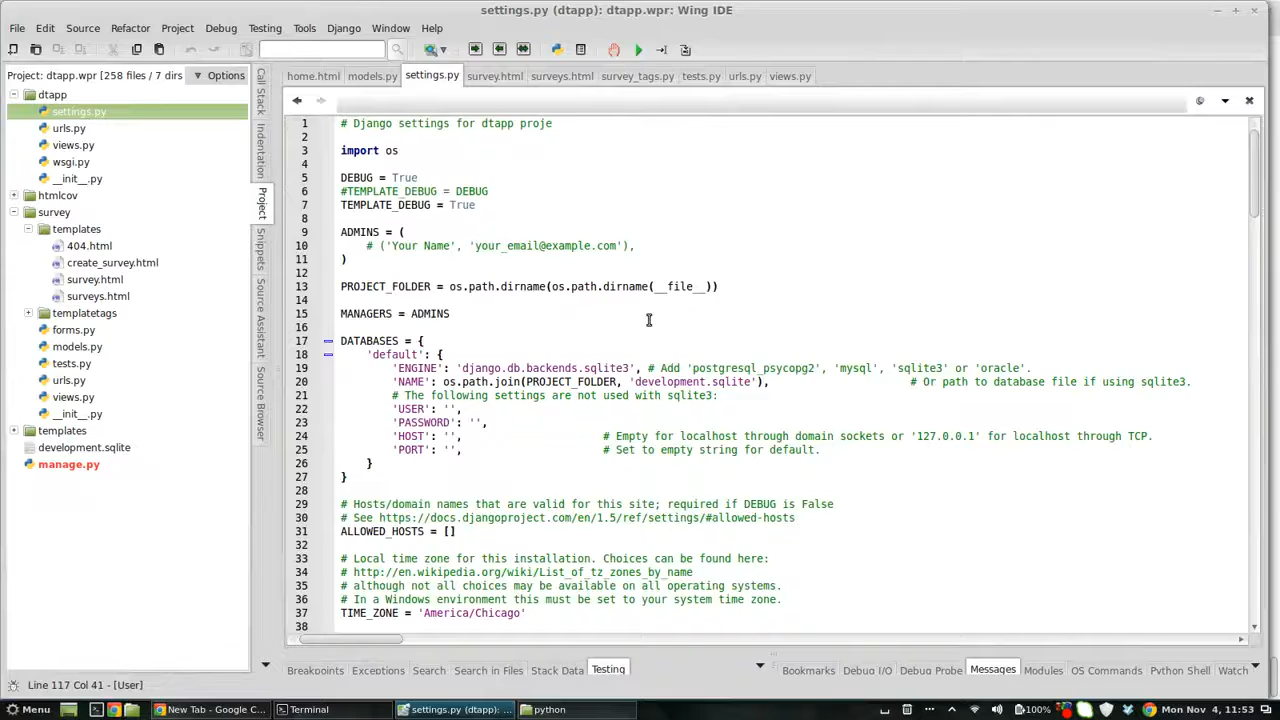 settings.py (dtapp): dtapp.wpr: Wing IDE
File Edit Source Refactor Project Debug Testing Tools Django Window Help
Project: dtapp.wpr [258 files / 7 dirs
Options
dtapp
settings.py
urls.py
views.py
wsgi.py
__init__.py
htmlcov
survey
templates
404.html
create_survey.html
survey.html
surveys.html
templatetags
forms.py
models.py
tests.py
urls.py
views.py
__init__.py
templates
development.sqlite
manage.py
Call Stack
Indentation
Project
Snippets
Source Assistant
Source Browser
home.html models.py settings.py survey.html surveys.html survey_tags.py tests.py urls.py views.py
1 # Django settings for dtapp proje
2
3 import os
4
5 DEBUG = True
6 #TEMPLATE_DEBUG = DEBUG
7 TEMPLATE_DEBUG = True
8
9 ADMINS = (
10 # ('Your Name', 'your_email@example.com'),
11 )
12
13 PROJECT_FOLDER = os.path.dirname(os.path.dirname(__file__))
14
15 MANAGERS = ADMINS
16
17 DATABASES = {
18 'default': {
19 'ENGINE': 'django.db.backends.sqlite3', # Add 'postgresql_psycopg2', 'mysql', 'sqlite3' or 'oracle'.
20 'NAME': os.path.join(PROJECT_FOLDER, 'development.sqlite'), # Or path to database file if using sqlite3.
21 # The following settings are not used with sqlite3:
22 'USER': '',
23 'PASSWORD': '',
24 'HOST': '', # Empty for localhost through domain sockets or '127.0.0.1' for localhost through TCP.
25 'PORT': '', # Set to empty string for default.
26 }
27 }
28
29 # Hosts/domain names that are valid for this site; required if DEBUG is False
30 # See https://docs.djangoproject.com/en/1.5/ref/settings/#allowed-hosts
31 ALLOWED_HOSTS = []
32
33 # Local time zone for this installation. Choices can be found here:
34 # http://en.wikipedia.org/wiki/List_of_tz_zones_by_name
35 # although not all choices may be available on all operating systems.
36 # In a Windows environment this must be set to your system time zone.
37 TIME_ZONE = 'America/Chicago'
38
Breakpoints Exceptions Search Search in Files Stack Data Testing
Bookmarks Debug I/O Debug Probe Messages Modules OS Commands Python Shell Watch
Line 117 Col 41 - [User]
Menu
New Tab - Google C...
Terminal
settings.py (dtapp): ...
python
100%
Mon Nov 4, 11:53